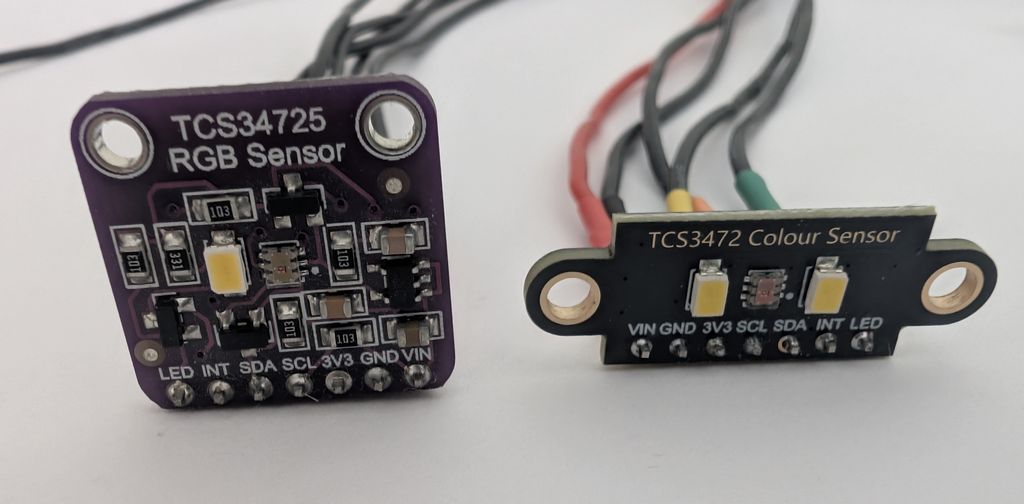 TCS34725
RGB Sensor
103
103
331
103
103
103
LED INT SDA SCL 3V3 GND VIN
TCS3472 Colour Sensor
VIN GND 3V3 SCL SDA INT LED